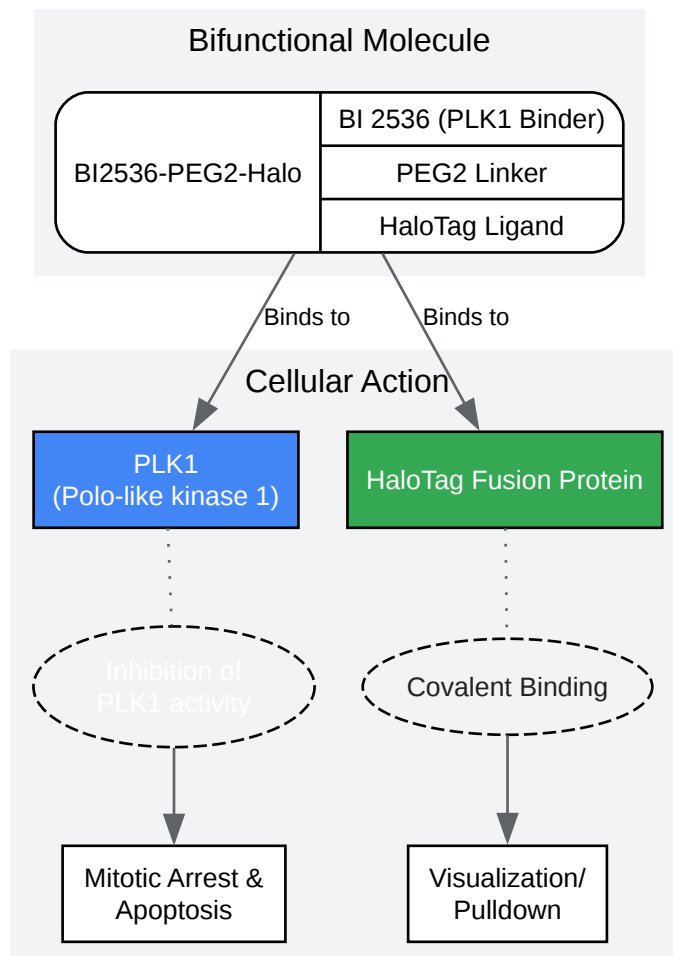 Bifunctional Molecule
BI2536-PEG2-Halo
BI 2536 (PLK1 Binder)
PEG2 Linker
HaloTag Ligand
Binds to
Binds to
Cellular Action
PLK1
(Polo-like kinase 1)
HaloTag Fusion Protein
Inhibition of
PLK1 activity
Covalent Binding
Mitotic Arrest &
Apoptosis
Visualization/
Pulldown